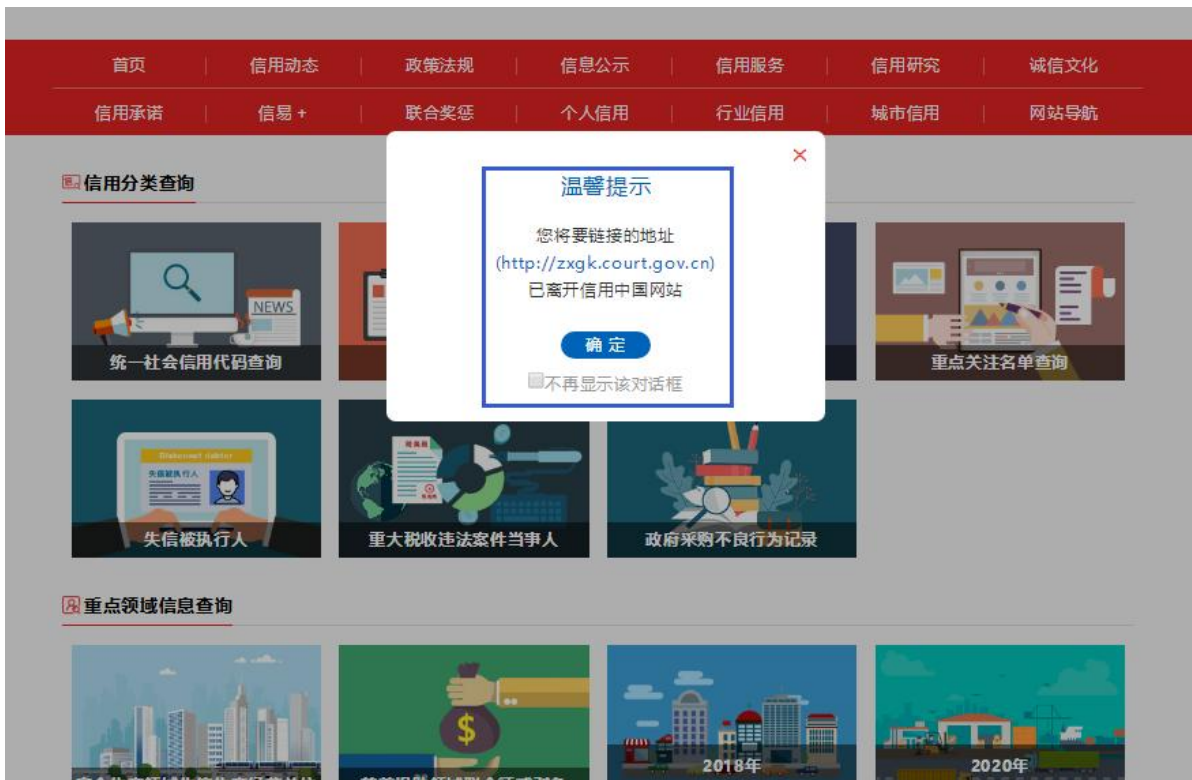 首页
信用动态
政策法规
信息公示
信用服务
信用研究
诚信文化
信用承诺
信易 +
联合奖惩
个人信用
行业信用
城市信用
网站导航
信用分类查询
温馨提示
您将要链接的地址
(http://zxgk.court.gov.cn)
已离开信用中国网站
确 定
不再显示该对话框
NEWS
统一社会信用代码查询
重点关注名单查询
失信被执行人
失信被执行人
重大税收违法案件当事人
政府采购不良行为记录
重点领域信息查询
2018年
2020年